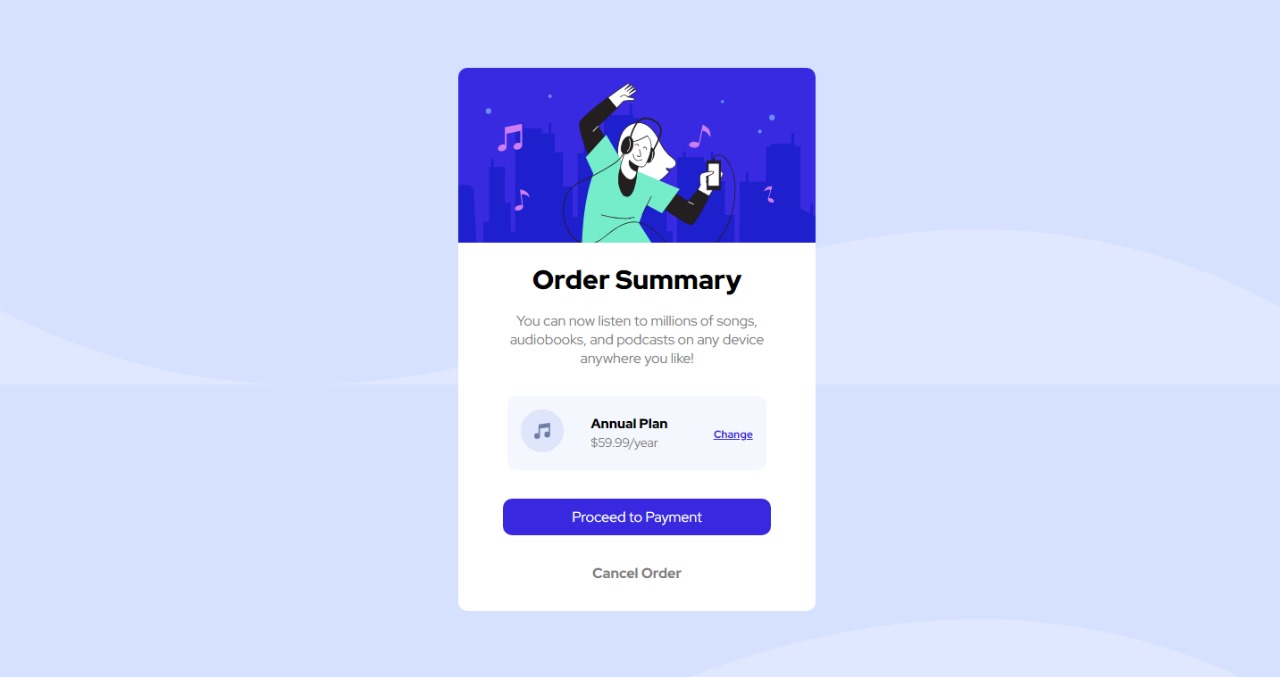 Order Summary
You can now listen to millions of songs,
audiobooks, and podcasts on any device
anywhere you like!
Annual Plan
$59.99/year
Change
Proceed to Payment
Cancel Order